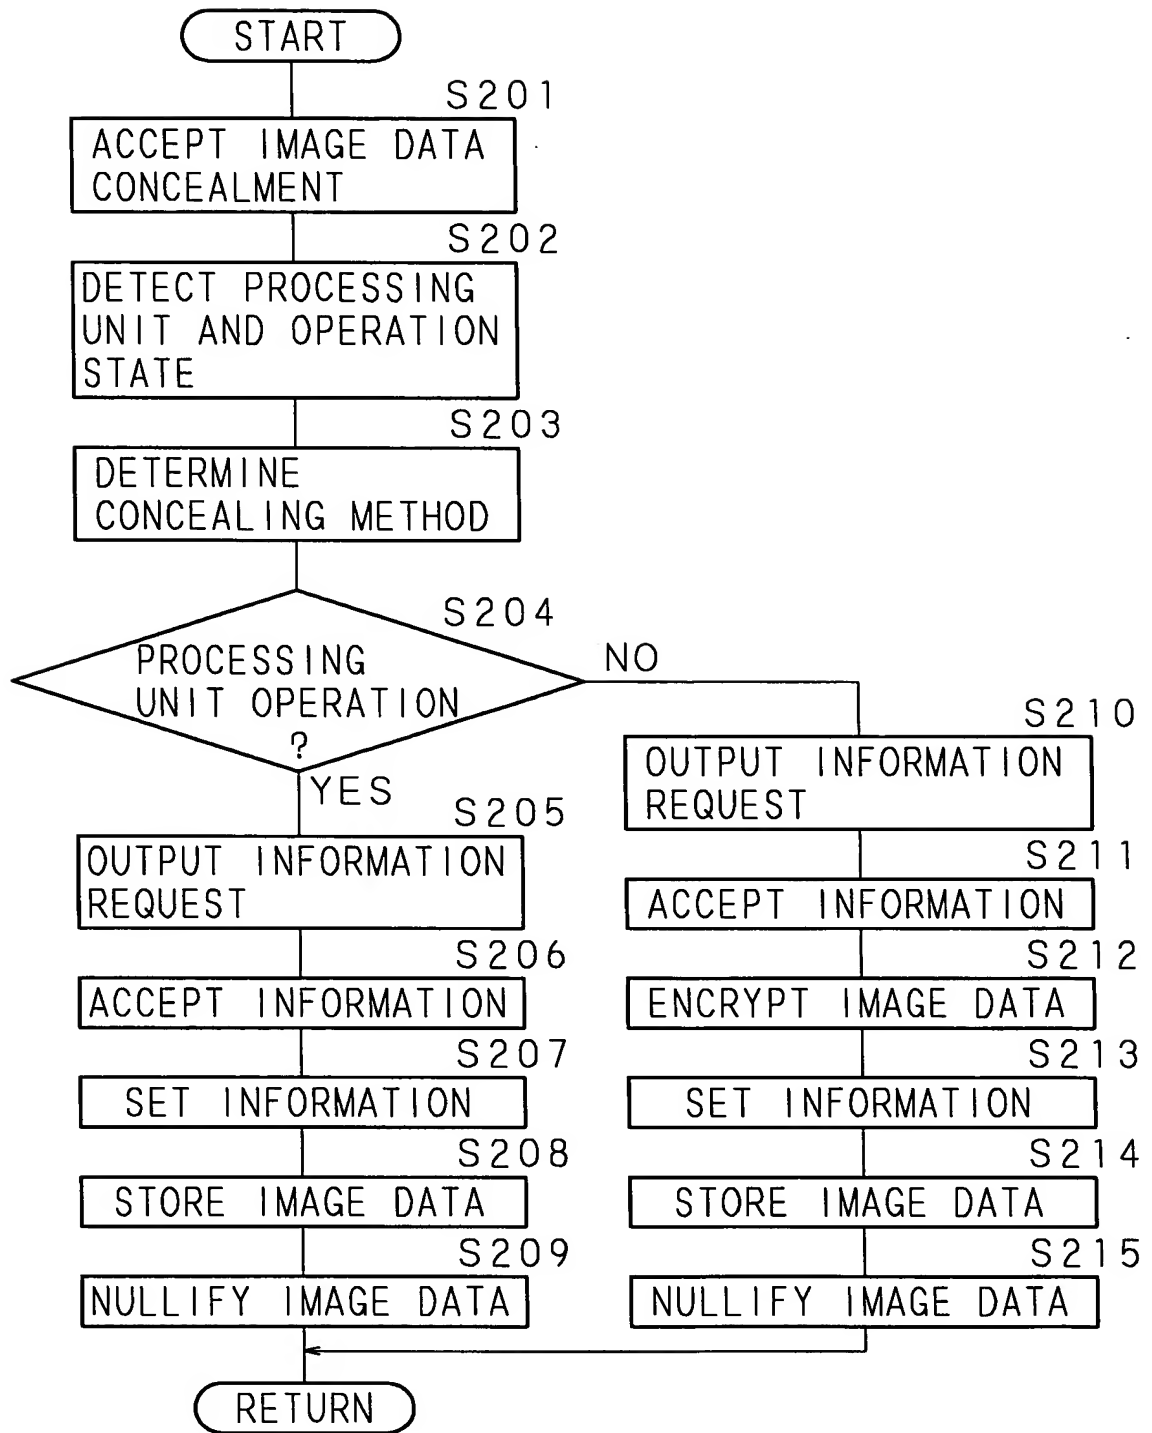 START
S201
ACCEPT IMAGE DATA
CONCEALMENT
S202
DETECT PROCESSING
UNIT AND OPERATION
STATE
S203
DETERMINE
CONCEALING METHOD
S204
PROCESSING
UNIT OPERATION
?
NO
YES
S205
OUTPUT INFORMATION
REQUEST
S206
ACCEPT INFORMATION
S207
SET INFORMATION
S208
STORE IMAGE DATA
S209
NULLIFY IMAGE DATA
S210
OUTPUT INFORMATION
REQUEST
S211
ACCEPT INFORMATION
S212
ENCRYPT IMAGE DATA
S213
SET INFORMATION
S214
STORE IMAGE DATA
S215
NULLIFY IMAGE DATA
RETURN